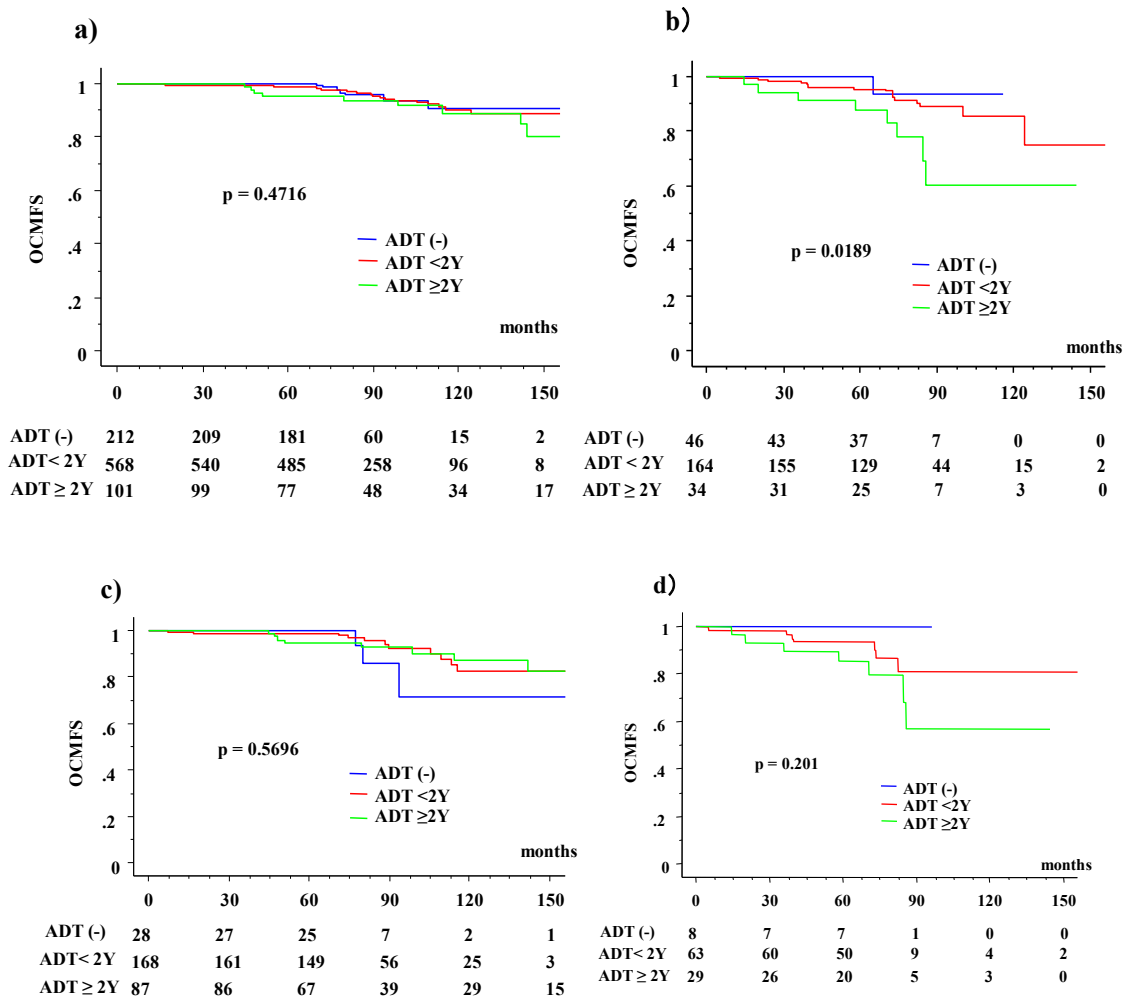 a)
1
.8
.6
.4
.2
0
OCMFS
p = 0.4716
ADT (-)
ADT <2Y
ADT ≥2Y
months
0 30 60 90 120 150
ADT (-) 212 209 181 60 15 2
ADT< 2Y 568 540 485 258 96 8
ADT ≥ 2Y 101 99 77 48 34 17
b)
1
.8
.6
.4
.2
0
OCMFS
p = 0.0189
ADT (-)
ADT <2Y
ADT ≥2Y
months
0 30 60 90 120 150
ADT (-) 46 43 37 7 0 0
ADT < 2Y 164 155 129 44 15 2
ADT ≥ 2Y 34 31 25 7 3 0
c)
1
.8
.6
.4
.2
0
OCMFS
p = 0.5696
ADT (-)
ADT <2Y
ADT ≥2Y
months
0 30 60 90 120 150
ADT (-) 28 27 25 7 2 1
ADT< 2Y 168 161 149 56 25 3
ADT ≥ 2Y 87 86 67 39 29 15
d)
1
.8
.6
.4
.2
0
OCMFS
p = 0.201
ADT (-)
ADT <2Y
ADT ≥2Y
months
0 30 60 90 120 150
ADT (-) 8 7 7 1 0 0
ADT< 2Y 63 60 50 9 4 2
ADT ≥ 2Y 29 26 20 5 3 0